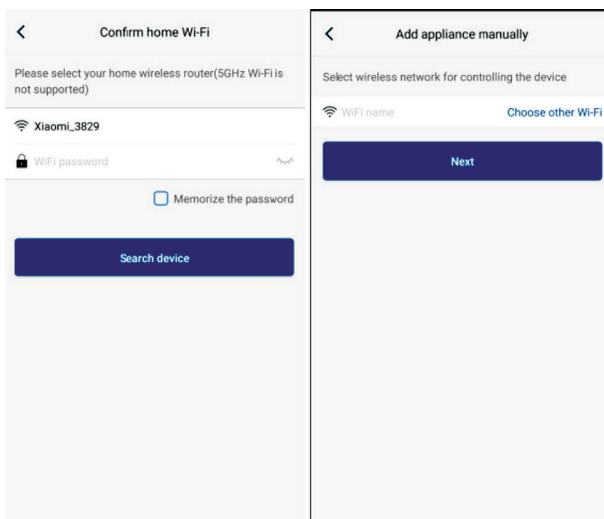 Confirm home Wi-Fi
Please select your home wireless router(5GHz Wi-Fi is
not supported)
Xiaomi_3829
WiFi password
Memorize the password
Search device
Add appliance manually
Select wireless network for controlling the device
WiFi name
Choose other Wi-Fi
Next